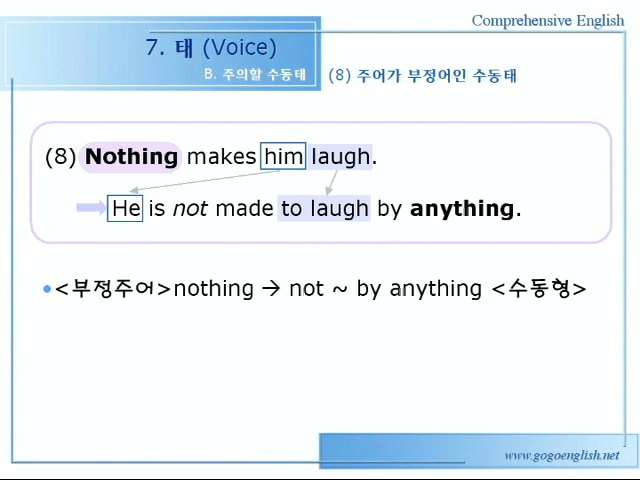 Comprehensive English
7. 태 (Voice)
B. 주의할 수동태
(8) 주어가 부정어인 수동태
(8) Nothing makes him laugh.
He is not made to laugh by anything.
<부정주어>nothing → not ~ by anything <수동형>
www.gogoenglish.net